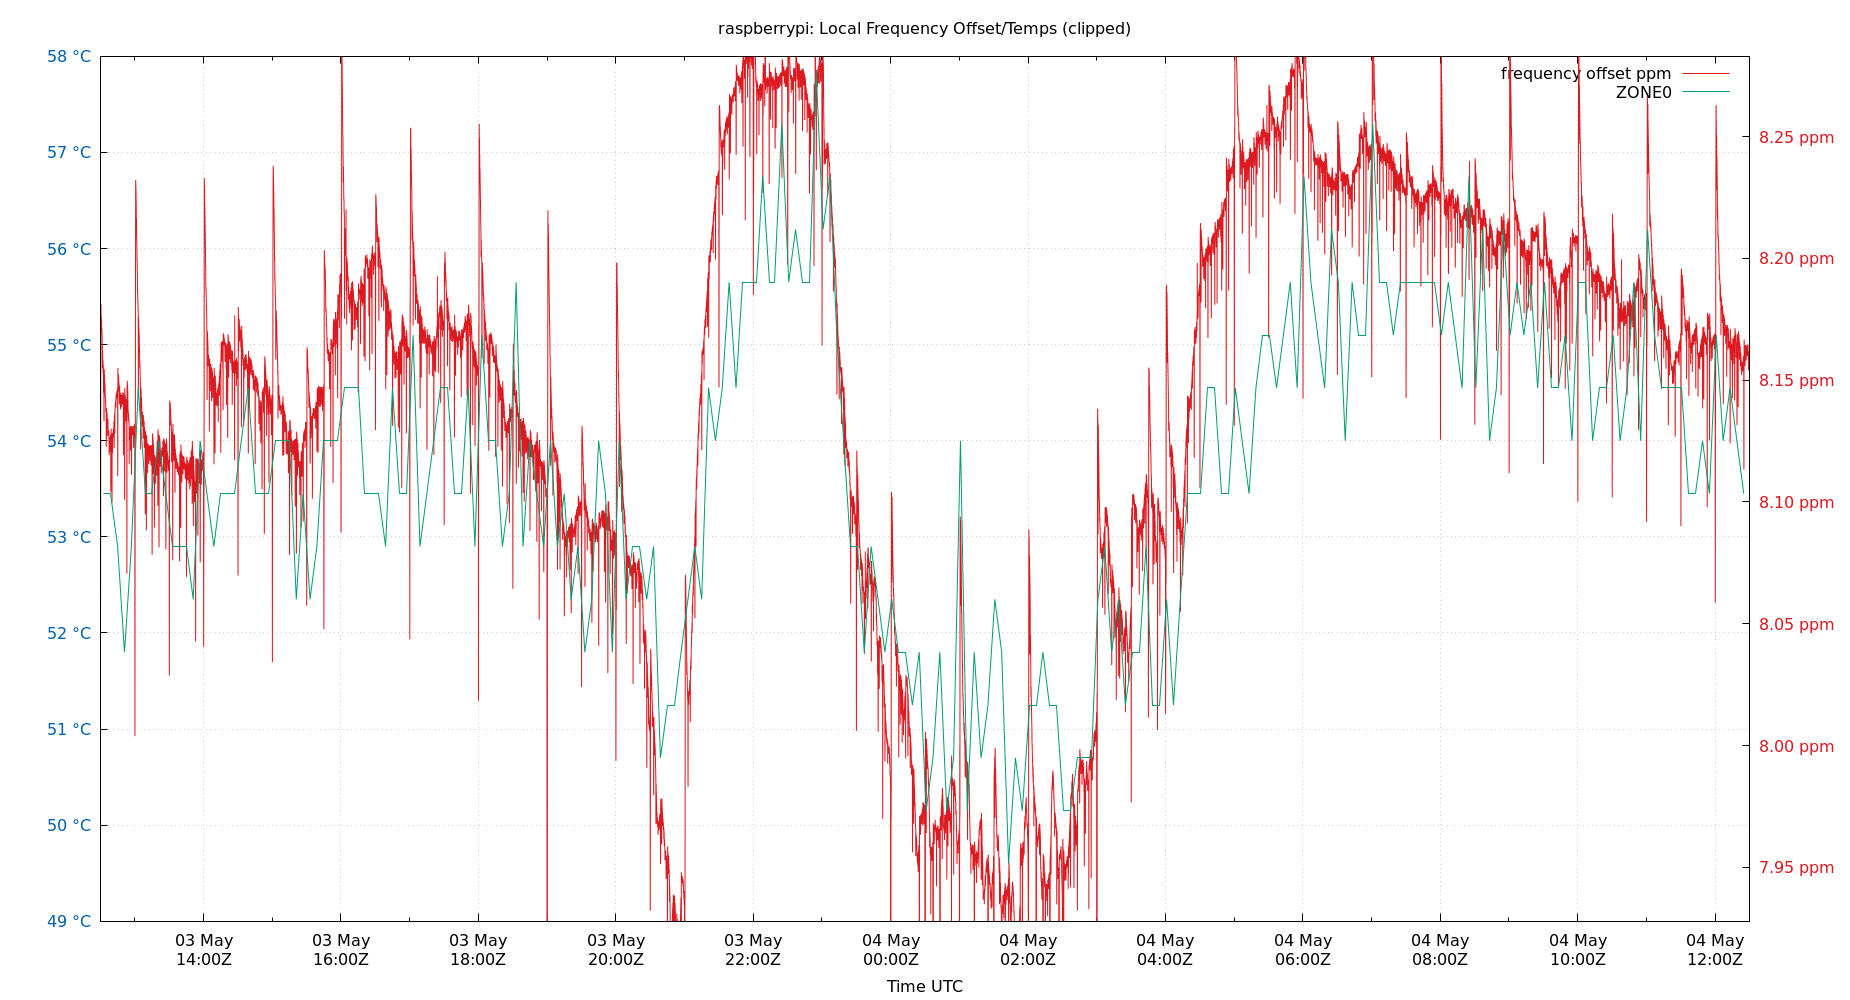 raspberrypi: Local Frequency Offset/Temps (clipped)
frequency offset ppm
ZONE0
58 °C
57 °C
56 °C
55 °C
54 °C
53 °C
52 °C
51 °C
50 °C
49 °C
8.25 ppm
8.20 ppm
8.15 ppm
8.10 ppm
8.05 ppm
8.00 ppm
7.95 ppm
03 May
14:00Z
03 May
16:00Z
03 May
18:00Z
03 May
20:00Z
03 May
22:00Z
04 May
00:00Z
04 May
02:00Z
04 May
04:00Z
04 May
06:00Z
04 May
08:00Z
04 May
10:00Z
04 May
12:00Z
Time UTC